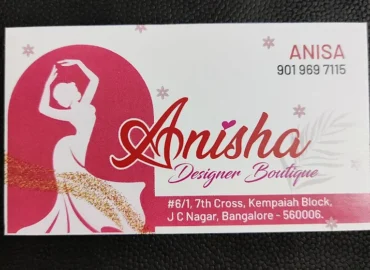 ANISA
901 969 7115
Anisha
Designer Boutique
#6/1, 7th Cross, Kempaiah Block,
J C Nagar, Bangalore - 560006.